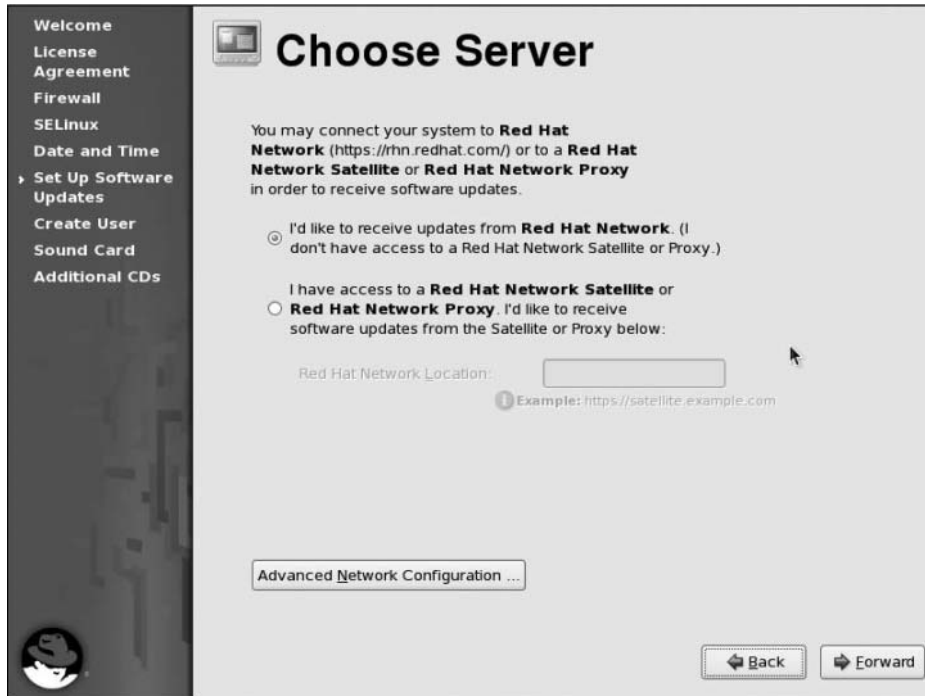 Welcome
License
Agreement
Firewall
SELinux
Date and Time
Set Up Software
Updates
Create User
Sound Card
Additional CDs
Choose Server
You may connect your system to Red Hat
Network (https://rhn.redhat.com/) or to a Red Hat
Network Satellite or Red Hat Network Proxy
in order to receive software updates.
I'd like to receive updates from Red Hat Network. (I
don't have access to a Red Hat Network Satellite or Proxy.)
I have access to a Red Hat Network Satellite or
Red Hat Network Proxy. I'd like to receive
software updates from the Satellite or Proxy below:
Red Hat Network Location:
Example: https://satellite.example.com
Advanced Network Configuration ...
Back
Forward